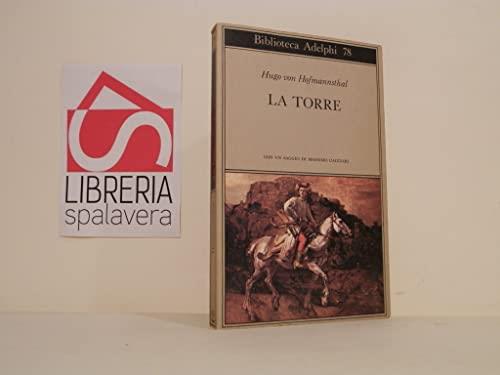 LIBRERIA
spalavera
Biblioteca Adelphi 78
Hugo von Hofmannsthal
LA TORRE
CON UN SAGGIO DI MASSIMO CACCIARI